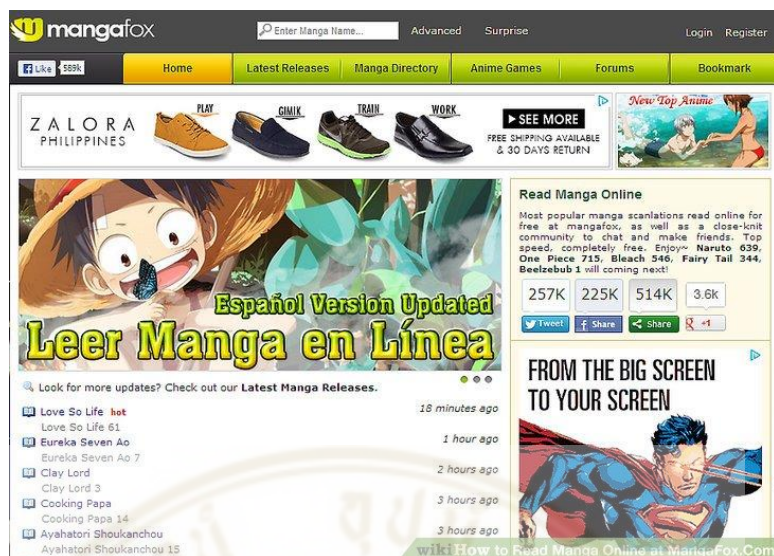 mangafox
Enter Manga Name...
Advanced
Surprise
Login
Register
Like
589k
Home
Latest Releases
Manga Directory
Anime Games
Forums
Bookmark
ZALORA
PHILIPPINES
PLAY
GIMIK
TRAIN
WORK
SEE MORE
FREE SHIPPING AVAILABLE
& 30 DAYS RETURN
New Top Anime
Español Version Updated
Leer Manga en Línea
Read Manga Online
Most popular manga scanlations read online for
free at mangafox, as well as a close-knit
community to chat and make friends. Top
speed, completely free. Enjoy~ Naruto 639,
One Piece 715, Bleach 546, Fairy Tail 344,
Beelzebub 1 will coming next!
257K
225K
514K
3.6k
Tweet
Share
Share
+1
Look for more updates? Check out our Latest Manga Releases.
Love So Life hot
18 minutes ago
Love So Life 61
Eureka Seven Ao
1 hour ago
Eureka Seven Ao 7
Clay Lord
2 hours ago
Clay Lord 3
Cooking Papa
3 hours ago
Cooking Papa 14
Ayahatori Shoukanchou
3 hours ago
Ayahatori Shoukanchou 15
FROM THE BIG SCREEN
TO YOUR SCREEN
wikiHow to Read Manga Online at MangaFox.Com